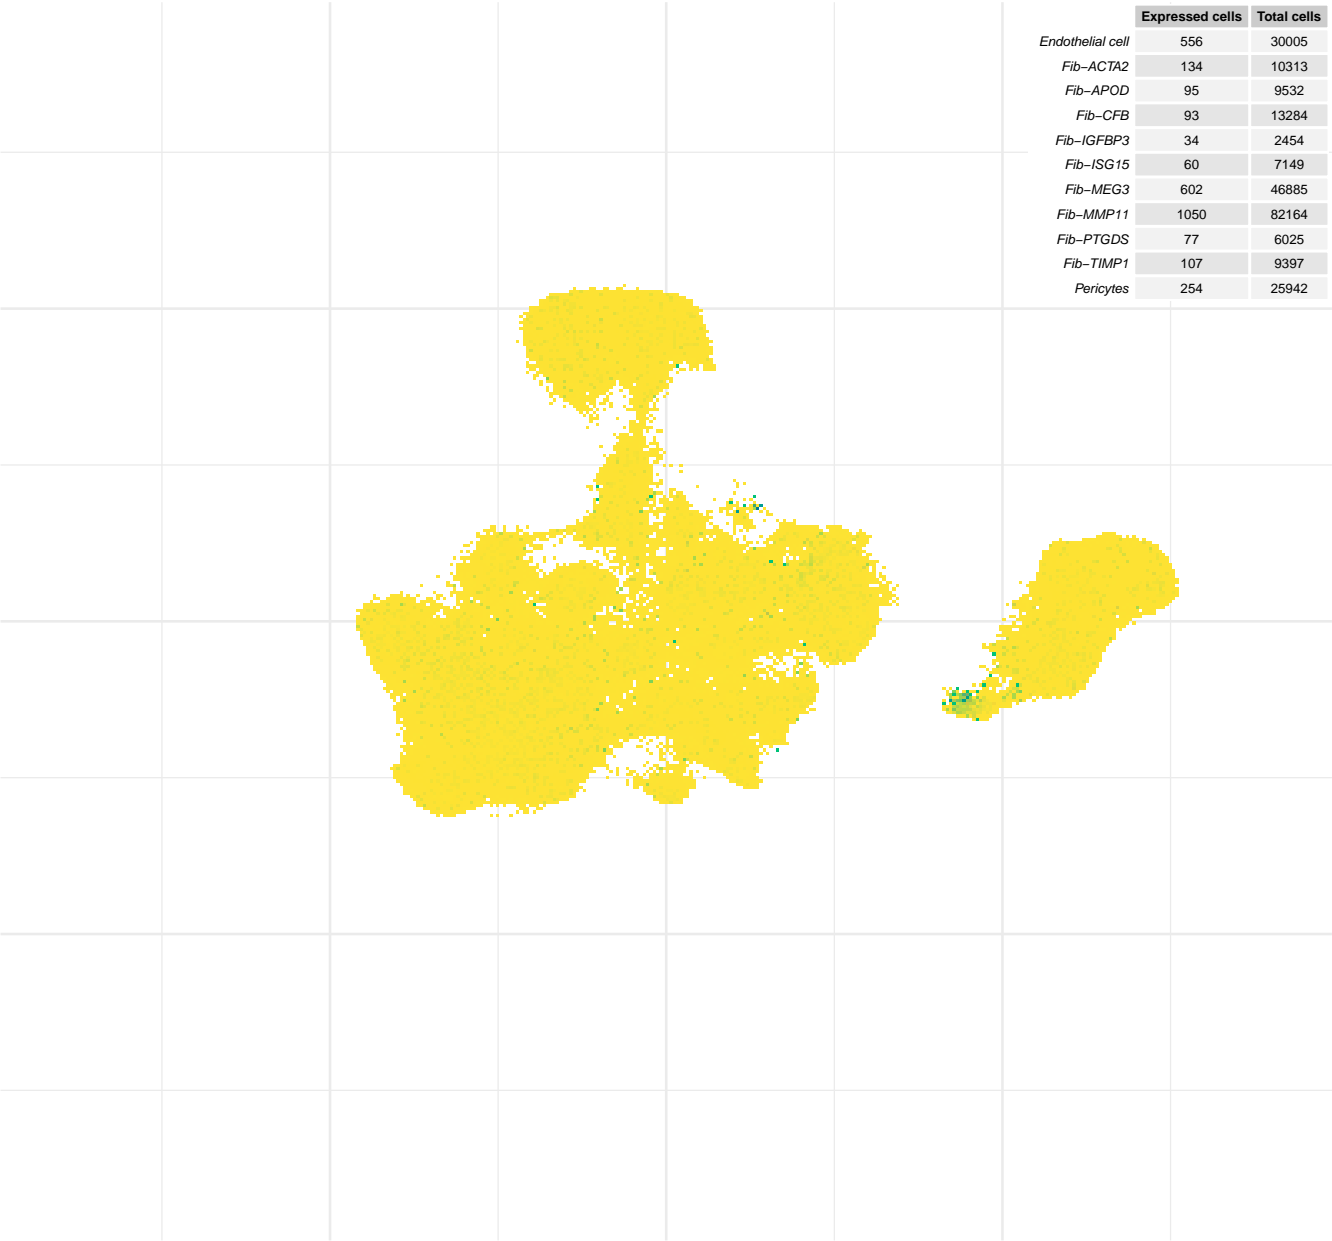 Expressed cells Total cells
Endothelial cell 556 30005
Fib−ACTA2 134 10313
Fib−APOD 95 9532
Fib−CFB 93 13284
Fib−IGFBP3 34 2454
Fib−ISG15 60 7149
Fib−MEG3 602 46885
Fib−MMP11 1050 82164
Fib−PTGDS 77 6025
Fib−TIMP1 107 9397
Pericytes 254 25942